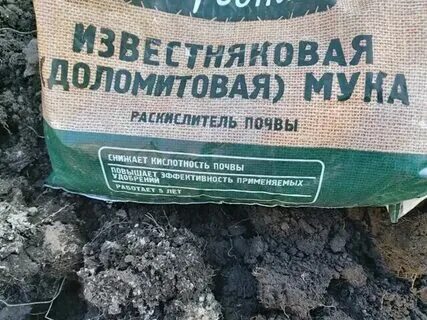 ИЗВЕСТНЯКОВАЯ
(ДОЛОМИТОВАЯ) МУКА
РАСКИСЛИТЕЛЬ ПОЧВЫ
СНИЖАЕТ КИСЛОТНОСТЬ ПОЧВЫ
ПОВЫШАЕТ ЭФФЕКТИВНОСТЬ ПРИМЕНЯЕМЫХ
УДОБРЕНИЙ
РАБОТАЕТ 5 ЛЕТ